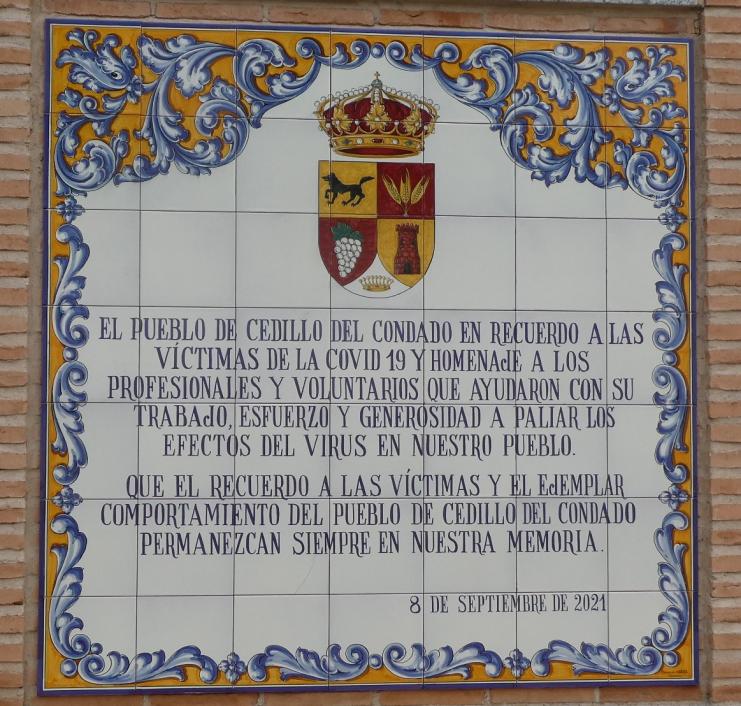 EL PUEBLO DE CEDILLO DEL CONDADO EN RECUERDO A LAS
VÍCTIMAS DE LA COVID 19 Y HOMENAJE A LOS
PROFESIONALES Y VOLUNTARIOS QUE AYUDARON CON SU
TRABAJO, ESFUERZO Y GENEROSIDAD A PALIAR LOS
EFECTOS DEL VIRUS EN NUESTRO PUEBLO.
QUE EL RECUERDO A LAS VÍCTIMAS Y EL EJEMPLAR
COMPORTAMIENTO DEL PUEBLO DE CEDILLO DEL CONDADO
PERMANEZCAN SIEMPRE EN NUESTRA MEMORIA.
8 DE SEPTIEMBRE DE 2021